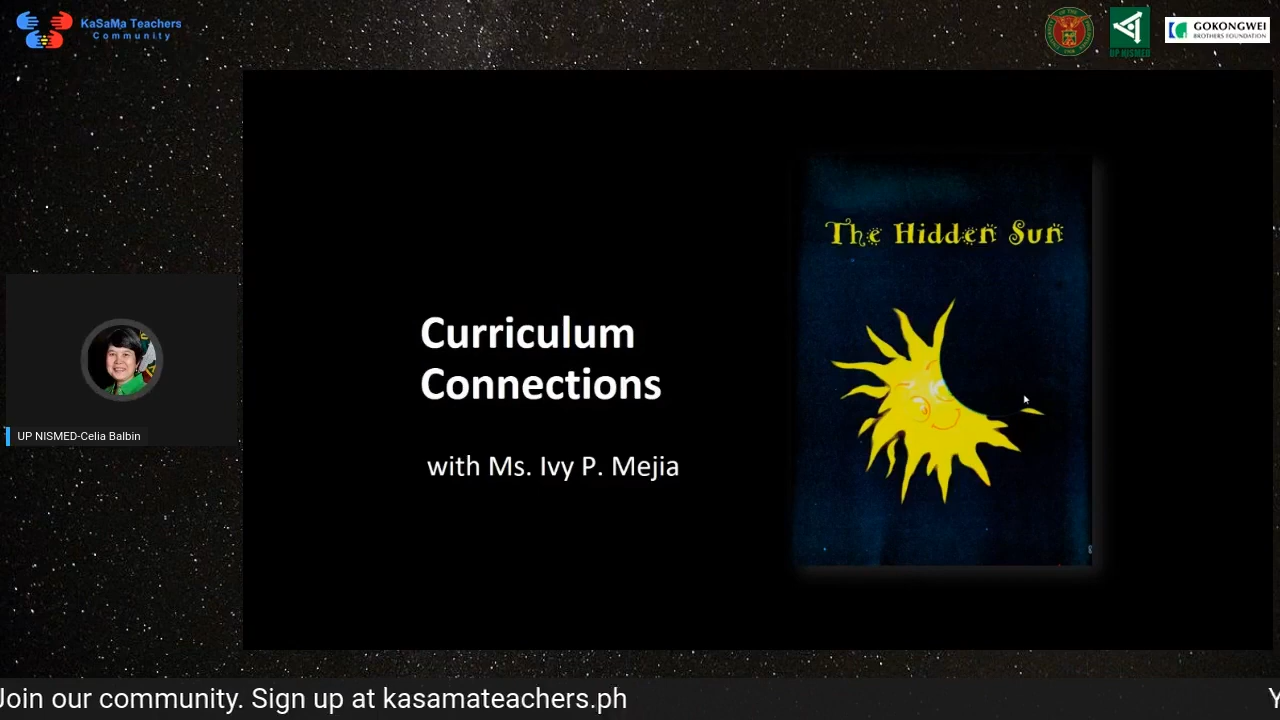 KaSaMa Teachers
Community
UP NISMED
GOKONGWEI
BROTHERS FOUNDATION
The Hidden Sun
Curriculum
Connections
with Ms. Ivy P. Mejia
UP NISMED-Celia Balbin
Join our community. Sign up at kasamateachers.ph
Y